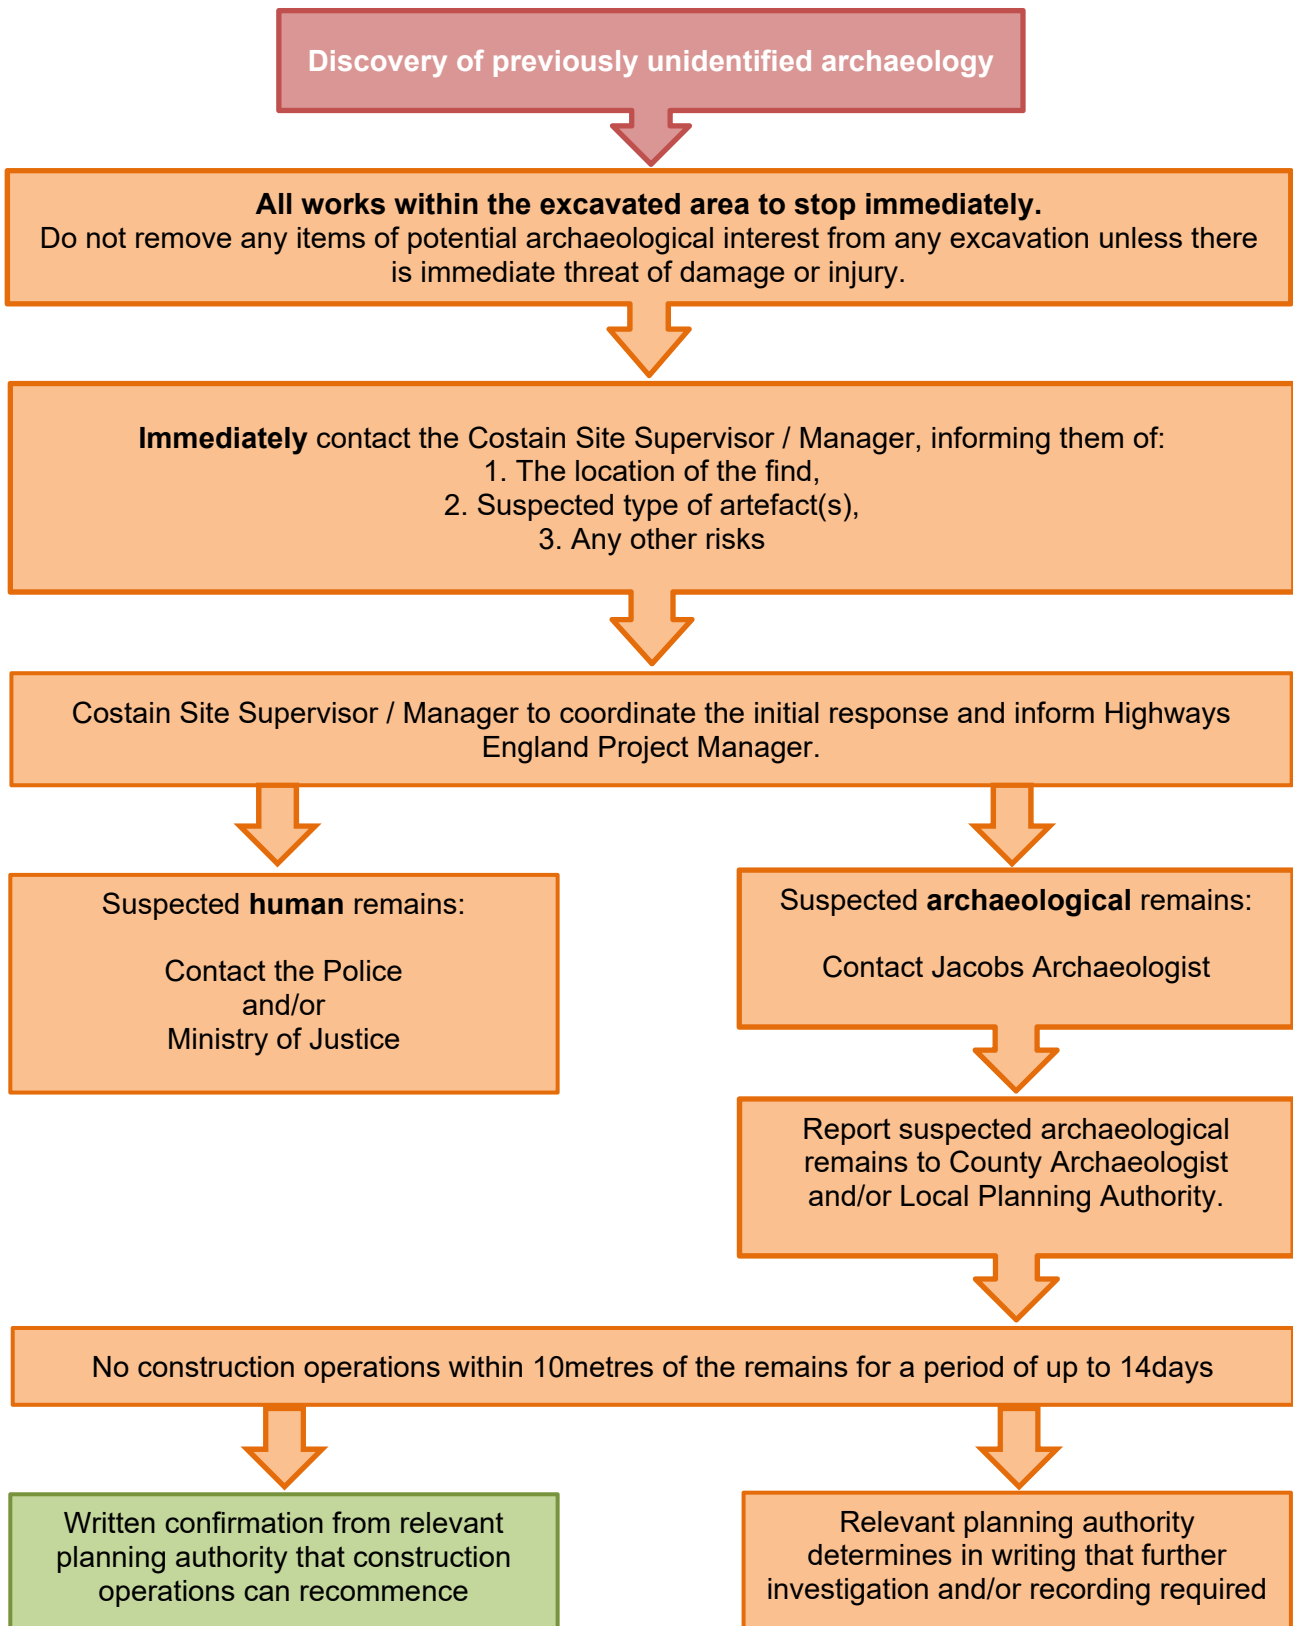 Discovery of previously unidentified archaeology
All works within the excavated area to stop immediately.
Do not remove any items of potential archaeological interest from any excavation unless there
is immediate threat of damage or injury.
Immediately contact the Costain Site Supervisor / Manager, informing them of:
1. The location of the find,
2. Suspected type of artefact(s),
3. Any other risks
Costain Site Supervisor / Manager to coordinate the initial response and inform Highways
England Project Manager.
Suspected human remains:
Contact the Police
and/or
Ministry of Justice
Suspected archaeological remains:
Contact Jacobs Archaeologist
Report suspected archaeological
remains to County Archaeologist
and/or Local Planning Authority.
No construction operations within 10metres of the remains for a period of up to 14days
Written confirmation from relevant
planning authority that construction
operations can recommence
Relevant planning authority
determines in writing that further
investigation and/or recording required